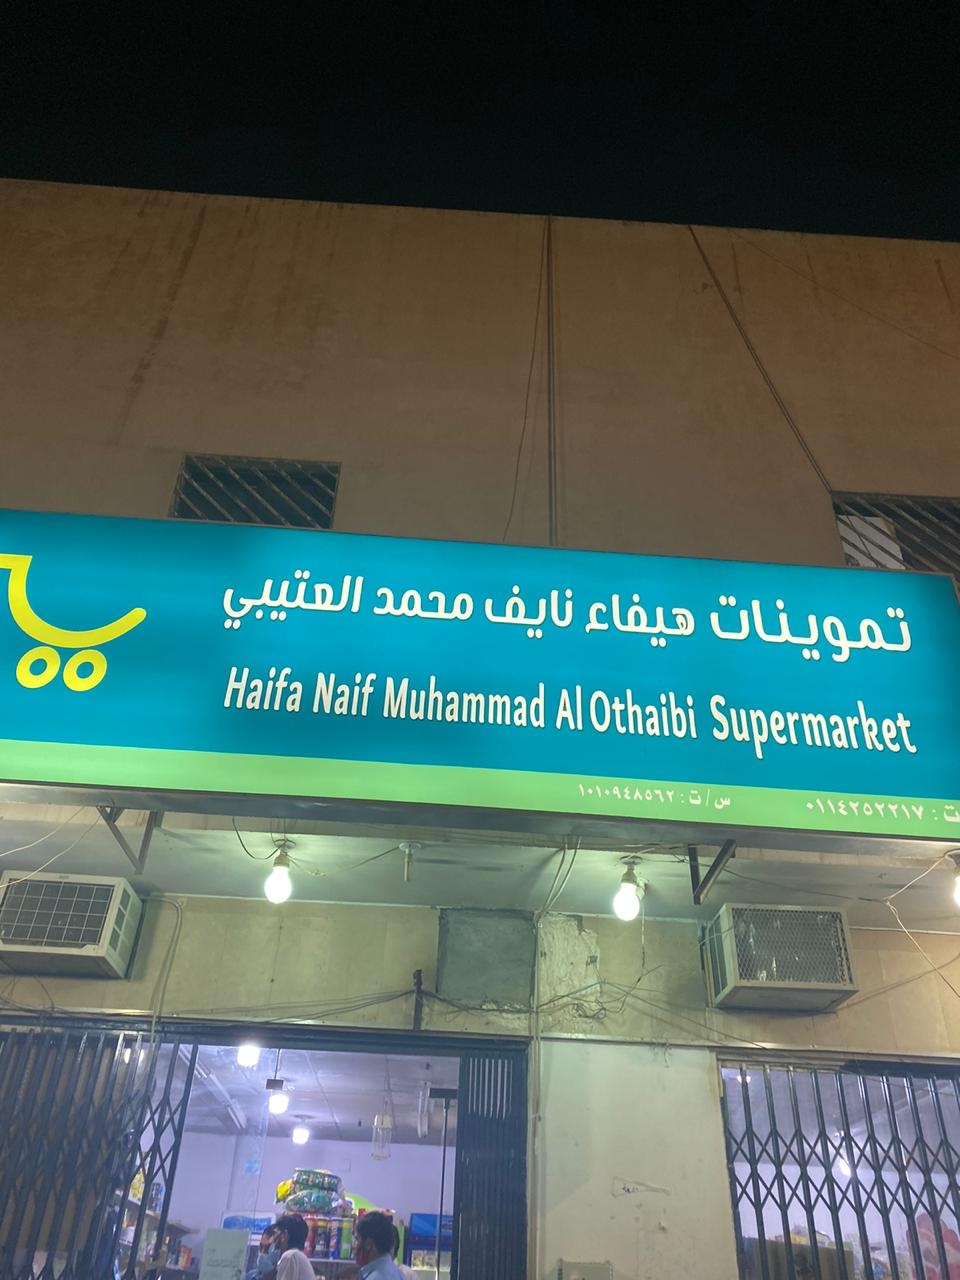 تموينات هيفاء نايف محمد العتيبي
Haifa Naif Muhammad Al Othaibi Supermarket
ت : ٠١١٤٢٥٢٢١٧ س / ت : ١٠١٠٩٤٨٥٦٢